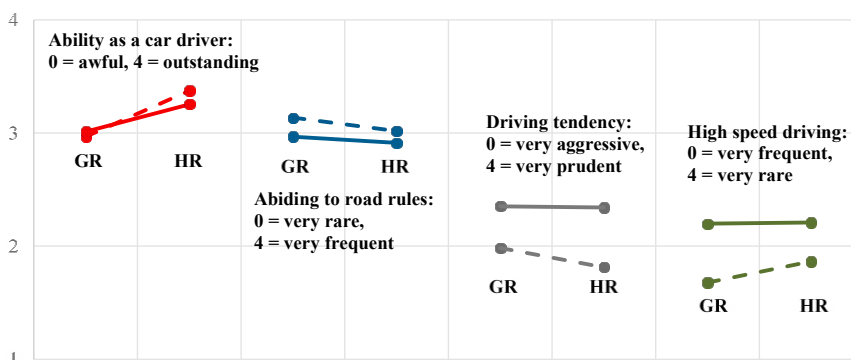 4
Ability as a car driver:
0 = awful, 4 = outstanding
3
GR
HR
GR
HR
Abiding to road rules:
0 = very rare,
4 = very frequent
Driving tendency:
0 = very aggressive,
4 = very prudent
High speed driving:
0 = very frequent,
4 = very rare
2
GR
HR
GR
HR
1